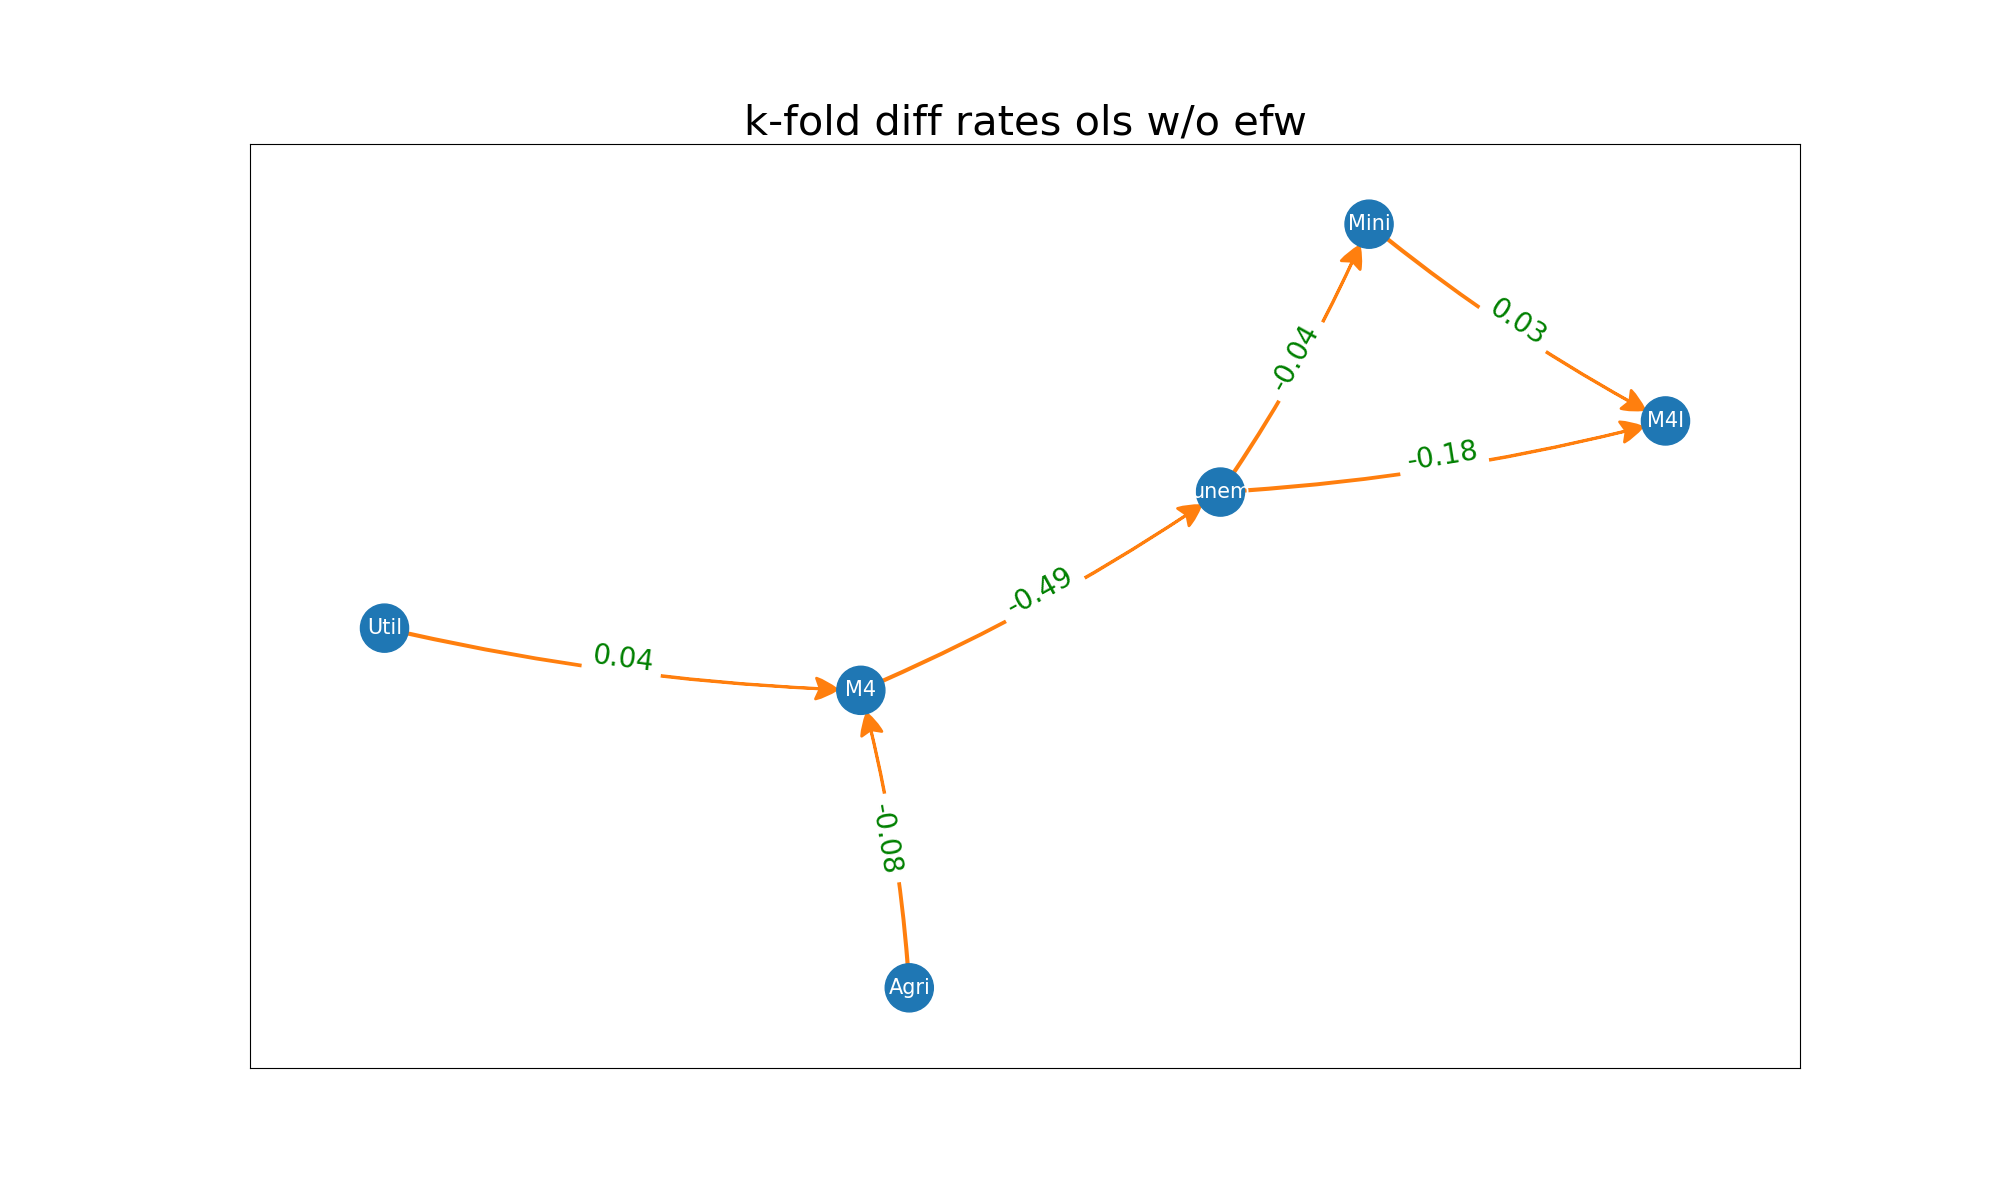 k-fold diff rates ols w/o efw
Mini
0.03
-0.04
M4I
-0.18
unem
-0.49
Util
0.04
M4
-0.08
Agri